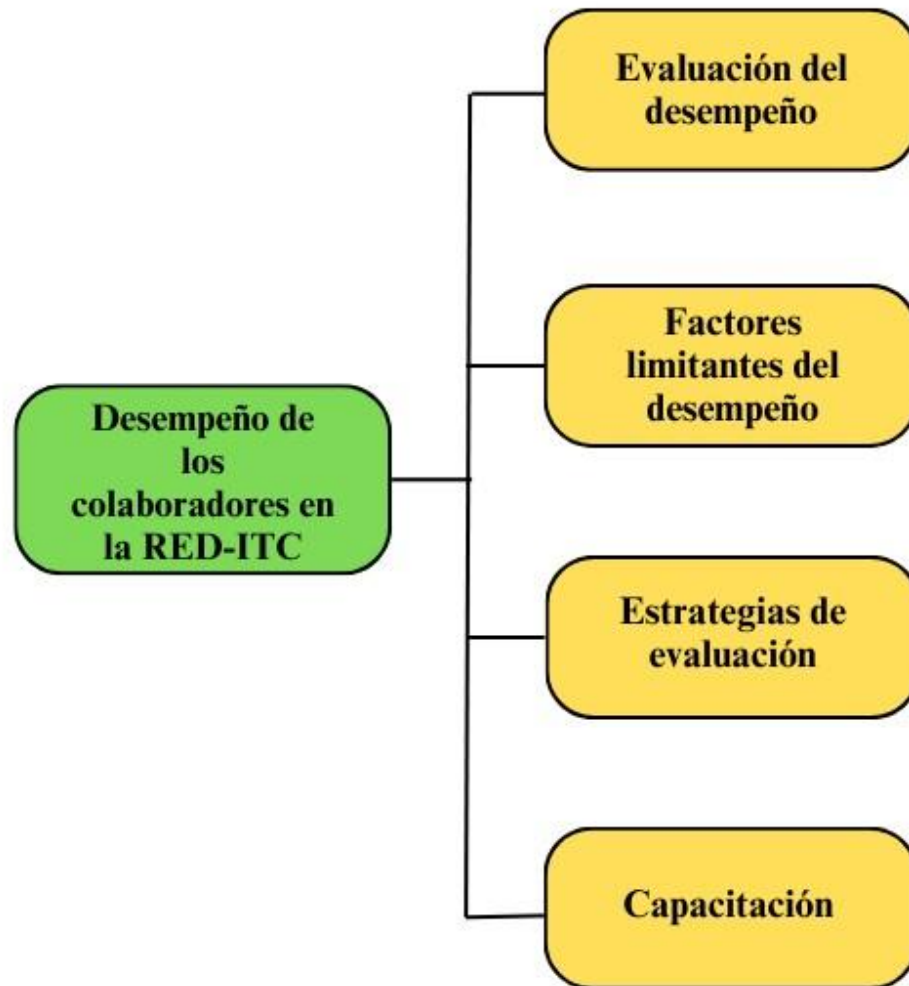 Evaluación del
desempeño
Factores
limitantes del
desempeño
Desempeño de
los
colaboradores en
la RED-ITC
Estrategias de
evaluación
Capacitación